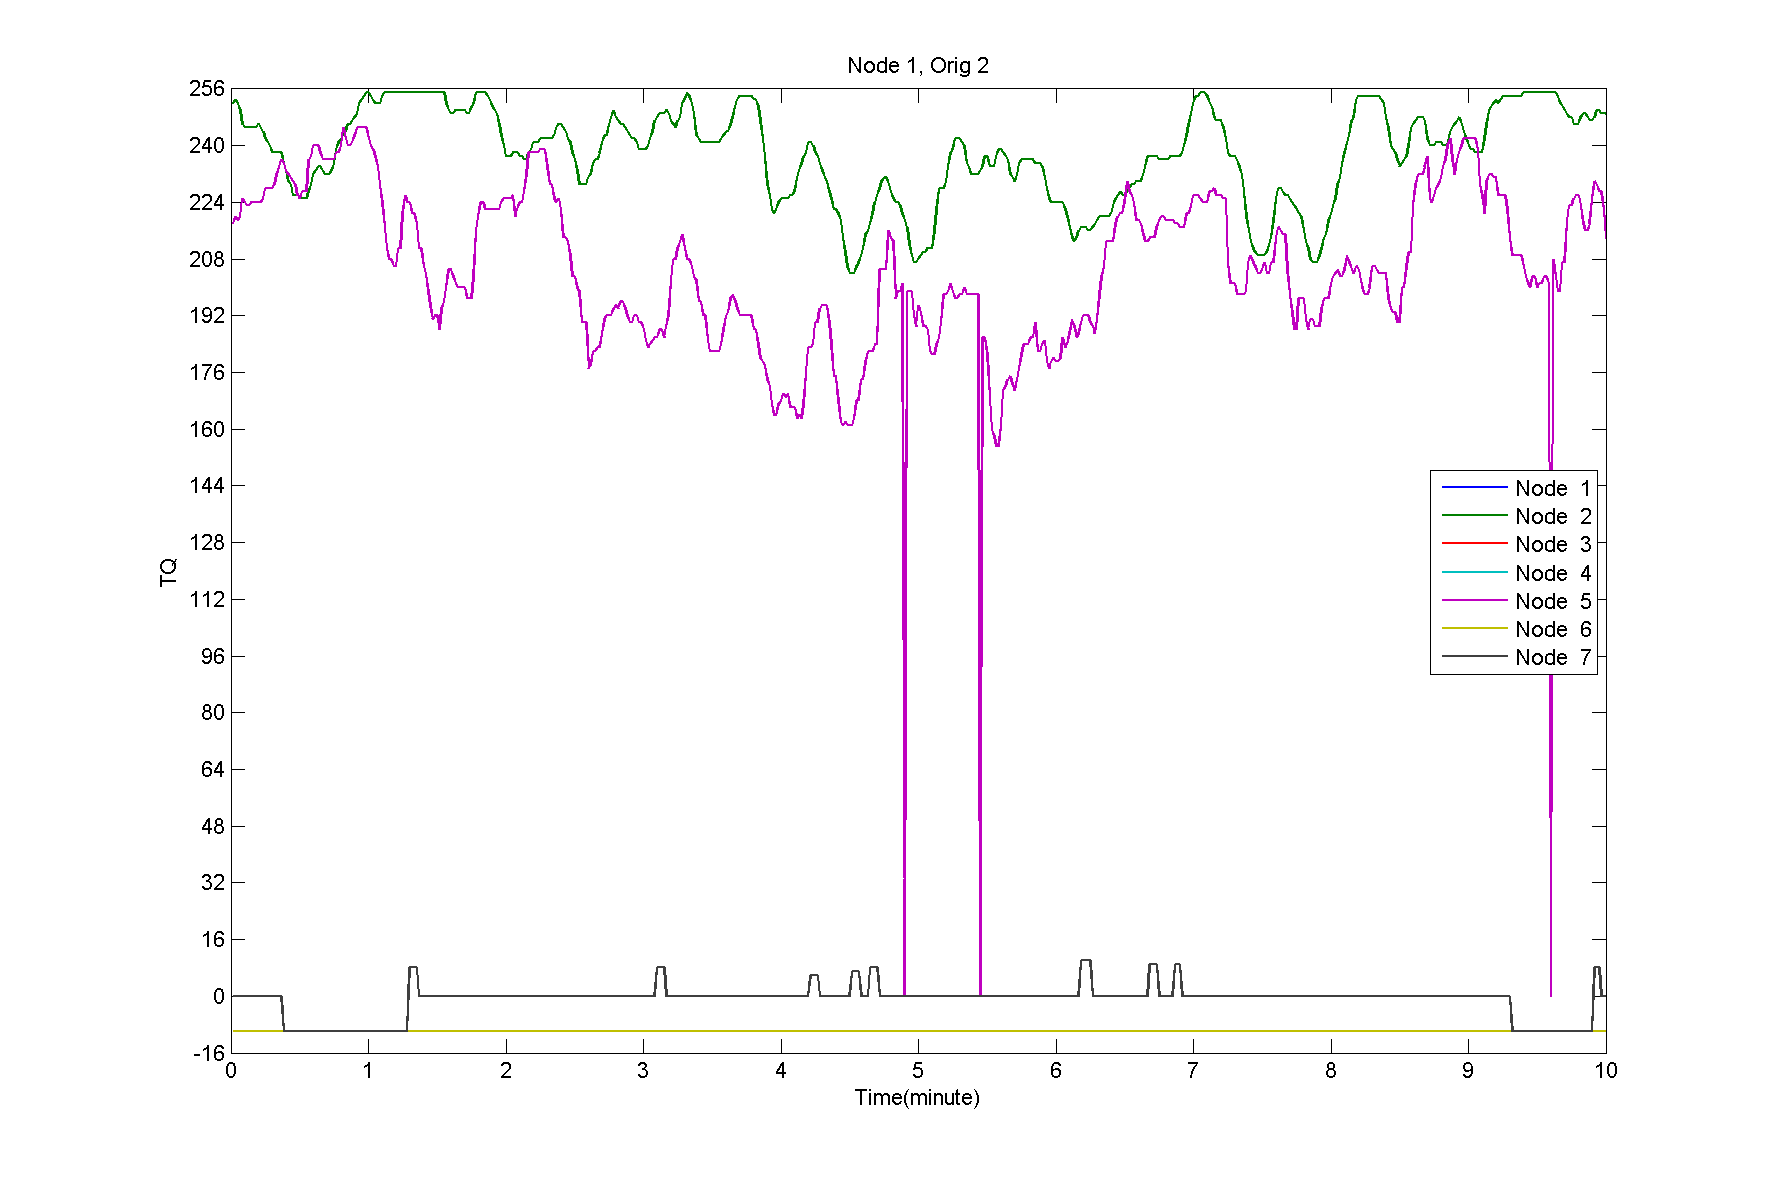 Node 1, Orig 2
256
240
224
208
192
176
160
144
128
112
96
80
64
48
32
16
0
-16
TQ
Node 1
Node 2
Node 3
Node 4
Node 5
Node 6
Node 7
0 1 2 3 4 5 6 7 8 9 10
Time(minute)